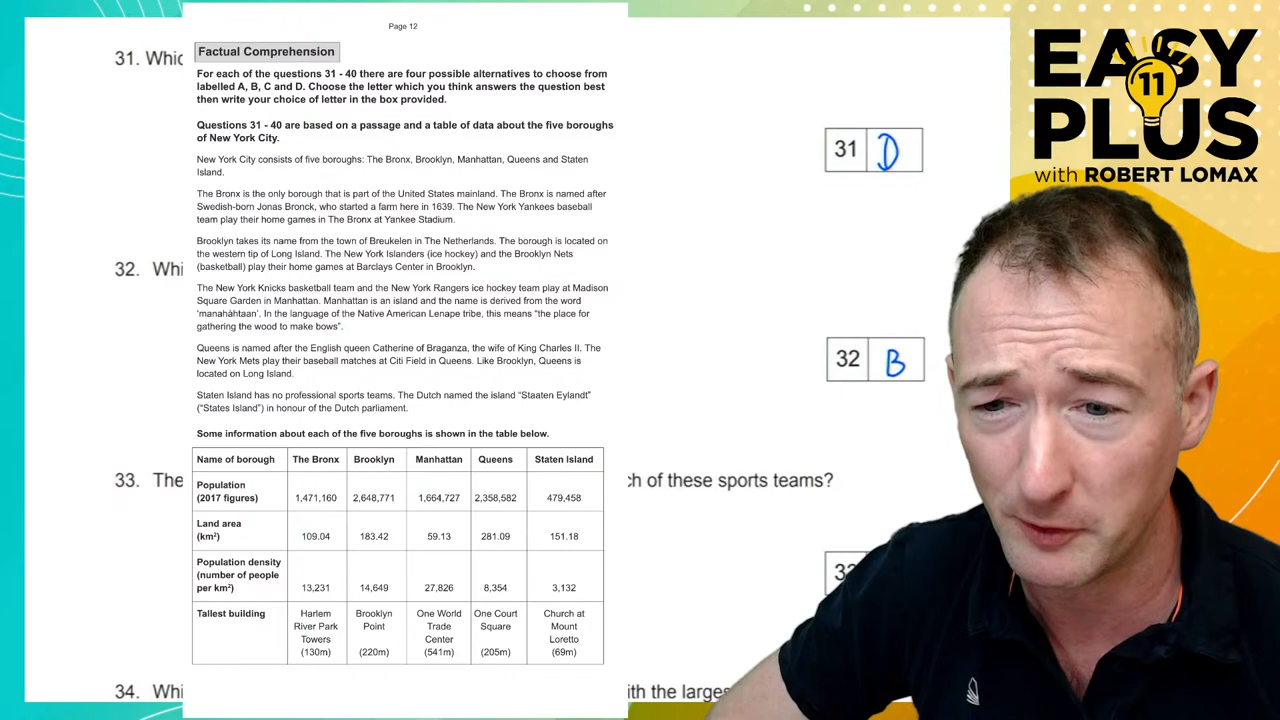 Page 12
Factual Comprehension
For each of the questions 31 - 40 there are four possible alternatives to choose from
labelled A, B, C and D. Choose the letter which you think answers the question best
then write your choice of letter in the box provided.
Questions 31 - 40 are based on a passage and a table of data about the five boroughs
of New York City.
New York City consists of five boroughs: The Bronx, Brooklyn, Manhattan, Queens and Staten
Island.
The Bronx is the only borough that is part of the United States mainland. The Bronx is named after
Swedish-born Jonas Bronck, who started a farm here in 1639. The New York Yankees baseball
team play their home games in The Bronx at Yankee Stadium.
Brooklyn takes its name from the town of Breukelen in The Netherlands. The borough is located on
the western tip of Long Island. The New York Islanders (ice hockey) and the Brooklyn Nets
(basketball) play their home games at Barclays Center in Brooklyn.
The New York Knicks basketball team and the New York Rangers ice hockey team play at Madison
Square Garden in Manhattan. Manhattan is an island and the name is derived from the word
‘manaháhtaan’. In the language of the Native American Lenape tribe, this means “the place for
gathering the wood to make bows”.
Queens is named after the English queen Catherine of Braganza, the wife of King Charles II. The
New York Mets play their baseball matches at Citi Field in Queens. Like Brooklyn, Queens is
located on Long Island.
Staten Island has no professional sports teams. The Dutch named the island “Staaten Eylandt”
(“States Island”) in honour of the Dutch parliament.
Some information about each of the five boroughs is shown in the table below.
Name of borough The Bronx Brooklyn Manhattan Queens Staten Island
Population
(2017 figures) 1,471,160 2,648,771 1,664,727 2,358,582 479,458
Land area
(km²) 109.04 183.42 59.13 281.09 151.18
Population density
(number of people
per km²) 13,231 14,649 27,826 8,354 3,132
Tallest building Harlem Brooklyn One World One Court Church at
River Park Point Trade Square Mount
Towers Center Loretto
(130m) (220m) (541m) (205m) (69m)
31. Whic
31 D
32. Whi
32 B
33. The
ch of these sports teams?
34. Whi
ith the larges
EASY
11
PLUS
with ROBERT LOMAX